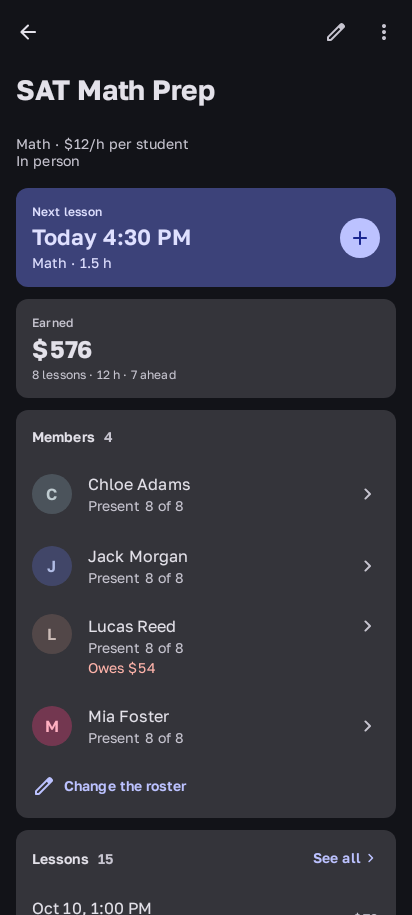 SAT Math Prep
Math · $12/h per student
In person
Next lesson
Today 4:30 PM
Math · 1.5 h
Earned
$576
8 lessons · 12 h · 7 ahead
Members 4
C
Chloe Adams
Present 8 of 8
J
Jack Morgan
Present 8 of 8
L
Lucas Reed
Present 8 of 8
Owes $54
M
Mia Foster
Present 8 of 8
Change the roster
Lessons 15
See all
Oct 10, 1:00 PM